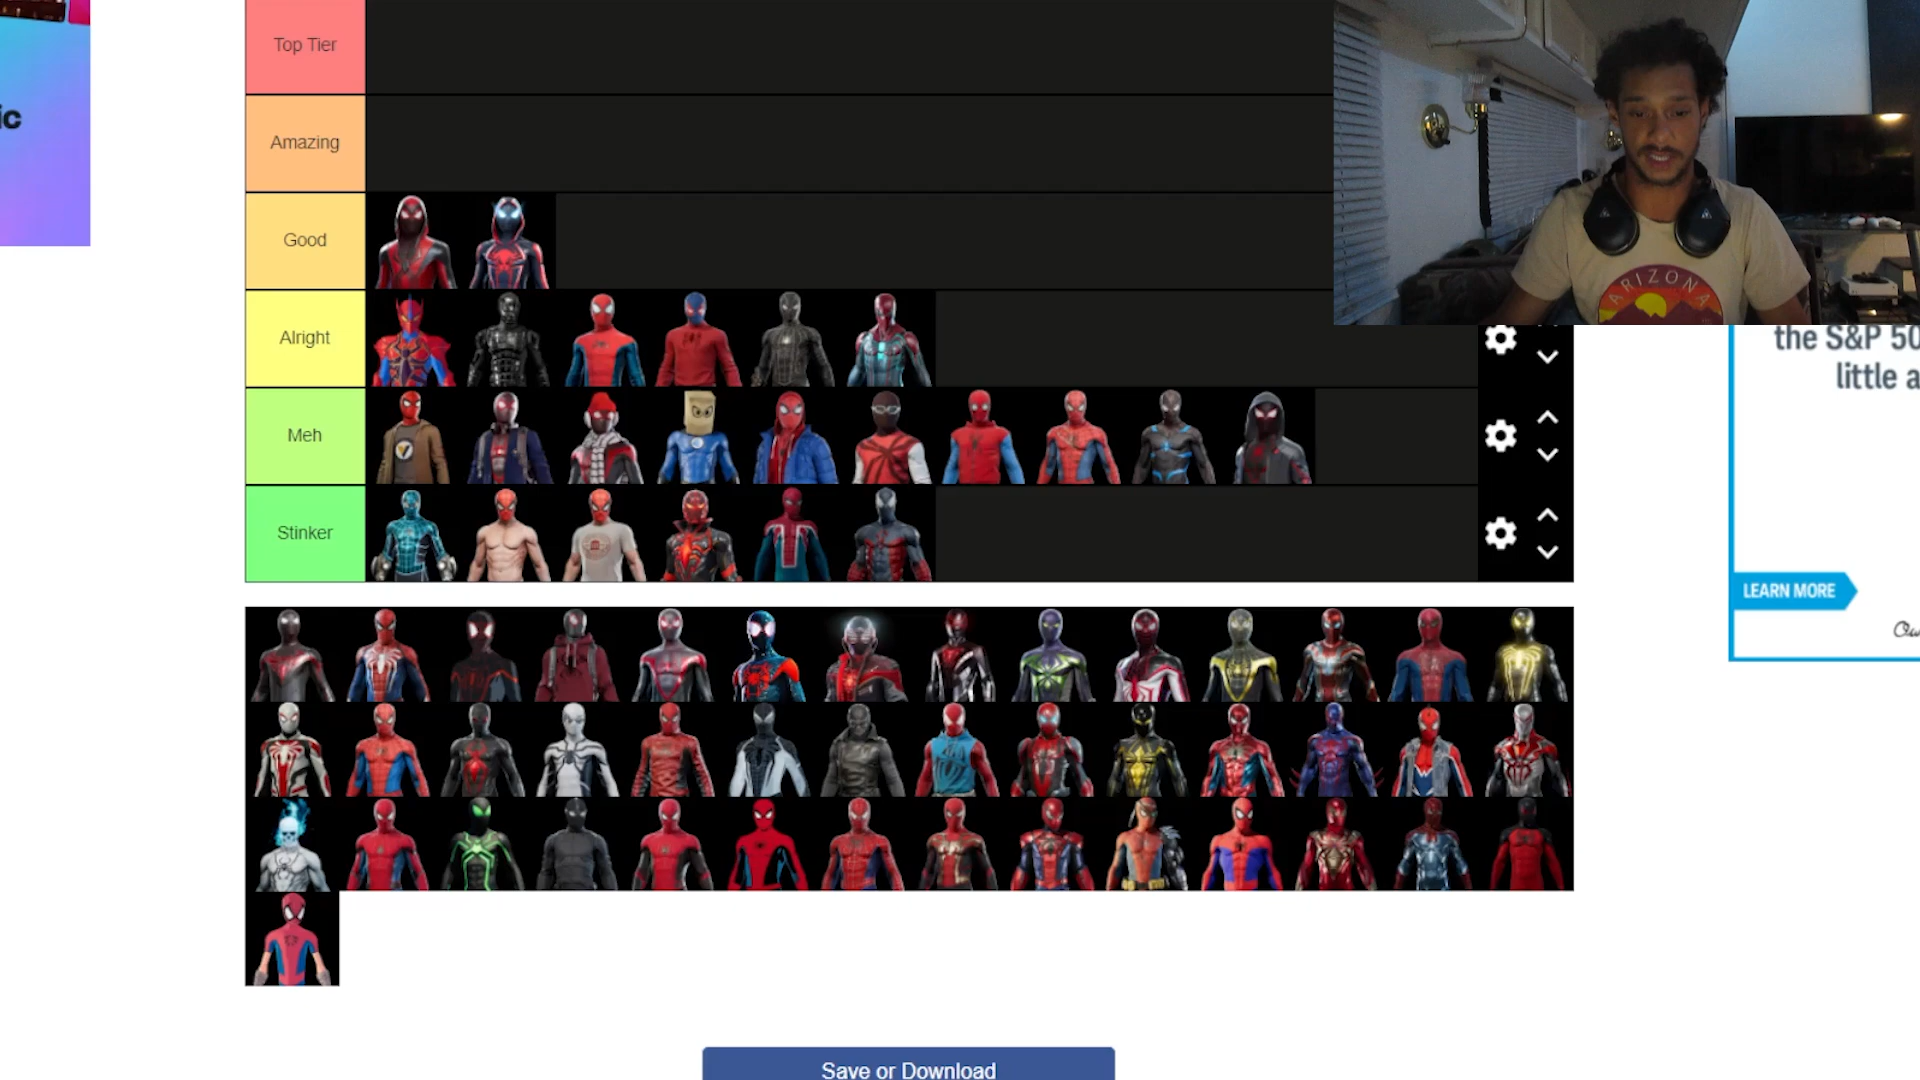 Top Tier
ic
Amazing
Good
ARIZONA
Alright
the S&P 50
little a
Meh
Stinker
LEARN MORE
Save or Download